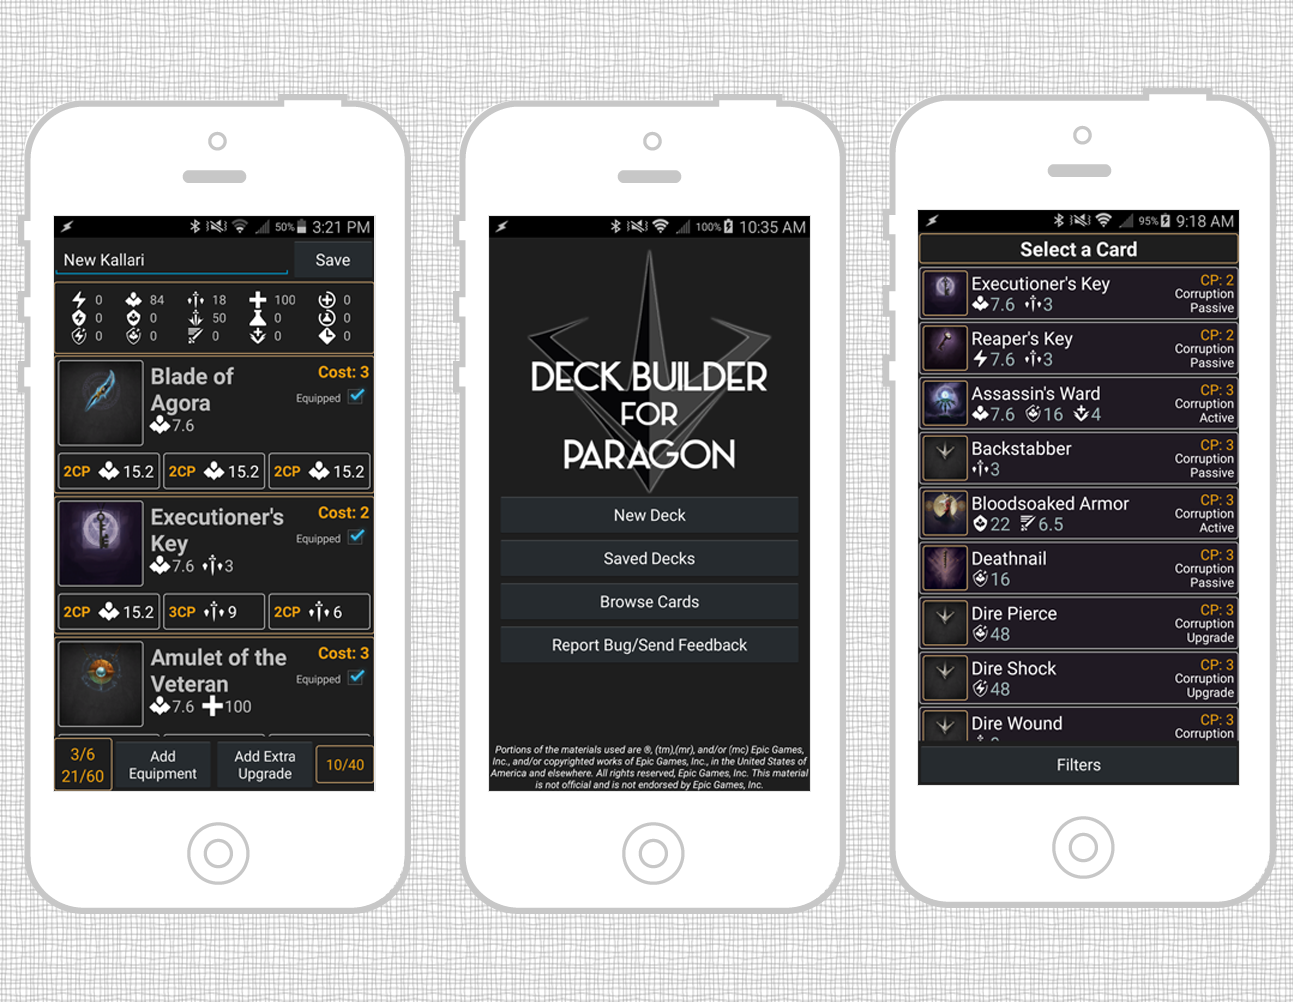 50% 3:21 PM
New Kallari Save
0 84 18 100 0
0 0 50 0 0
0 0 0 0 0
Blade of
Agora
Cost: 3
Equipped
7.6
2CP 15.2 2CP 15.2 2CP 15.2
Executioner's
Key
Cost: 2
Equipped
7.6 3
2CP 15.2 3CP 9 2CP 6
Amulet of the
Veteran
Cost: 3
Equipped
7.6 100
3/6
21/60
Add
Equipment
Add Extra
Upgrade
10/40
100% 10:35 AM
DECK BUILDER
FOR
PARAGON
New Deck
Saved Decks
Browse Cards
Report Bug/Send Feedback
Portions of the materials used are ®, (tm),(mr), and/or (mc) Epic Games,
Inc., and/or copyrighted works of Epic Games, Inc., in the United States of
America and elsewhere. All rights reserved, Epic Games, Inc. This material
is not official and is not endorsed by Epic Games, Inc.
95% 9:18 AM
Select a Card
Executioner's Key
7.6 3
CP: 2
Corruption
Passive
Reaper's Key
7.6 3
CP: 2
Corruption
Passive
Assassin's Ward
7.6 16 4
CP: 3
Corruption
Active
Backstabber
3
CP: 3
Corruption
Passive
Bloodsoaked Armor
22 6.5
CP: 3
Corruption
Active
Deathnail
16
CP: 3
Corruption
Passive
Dire Pierce
48
CP: 3
Corruption
Upgrade
Dire Shock
48
CP: 3
Corruption
Upgrade
Dire Wound
CP: 3
Corruption
Filters